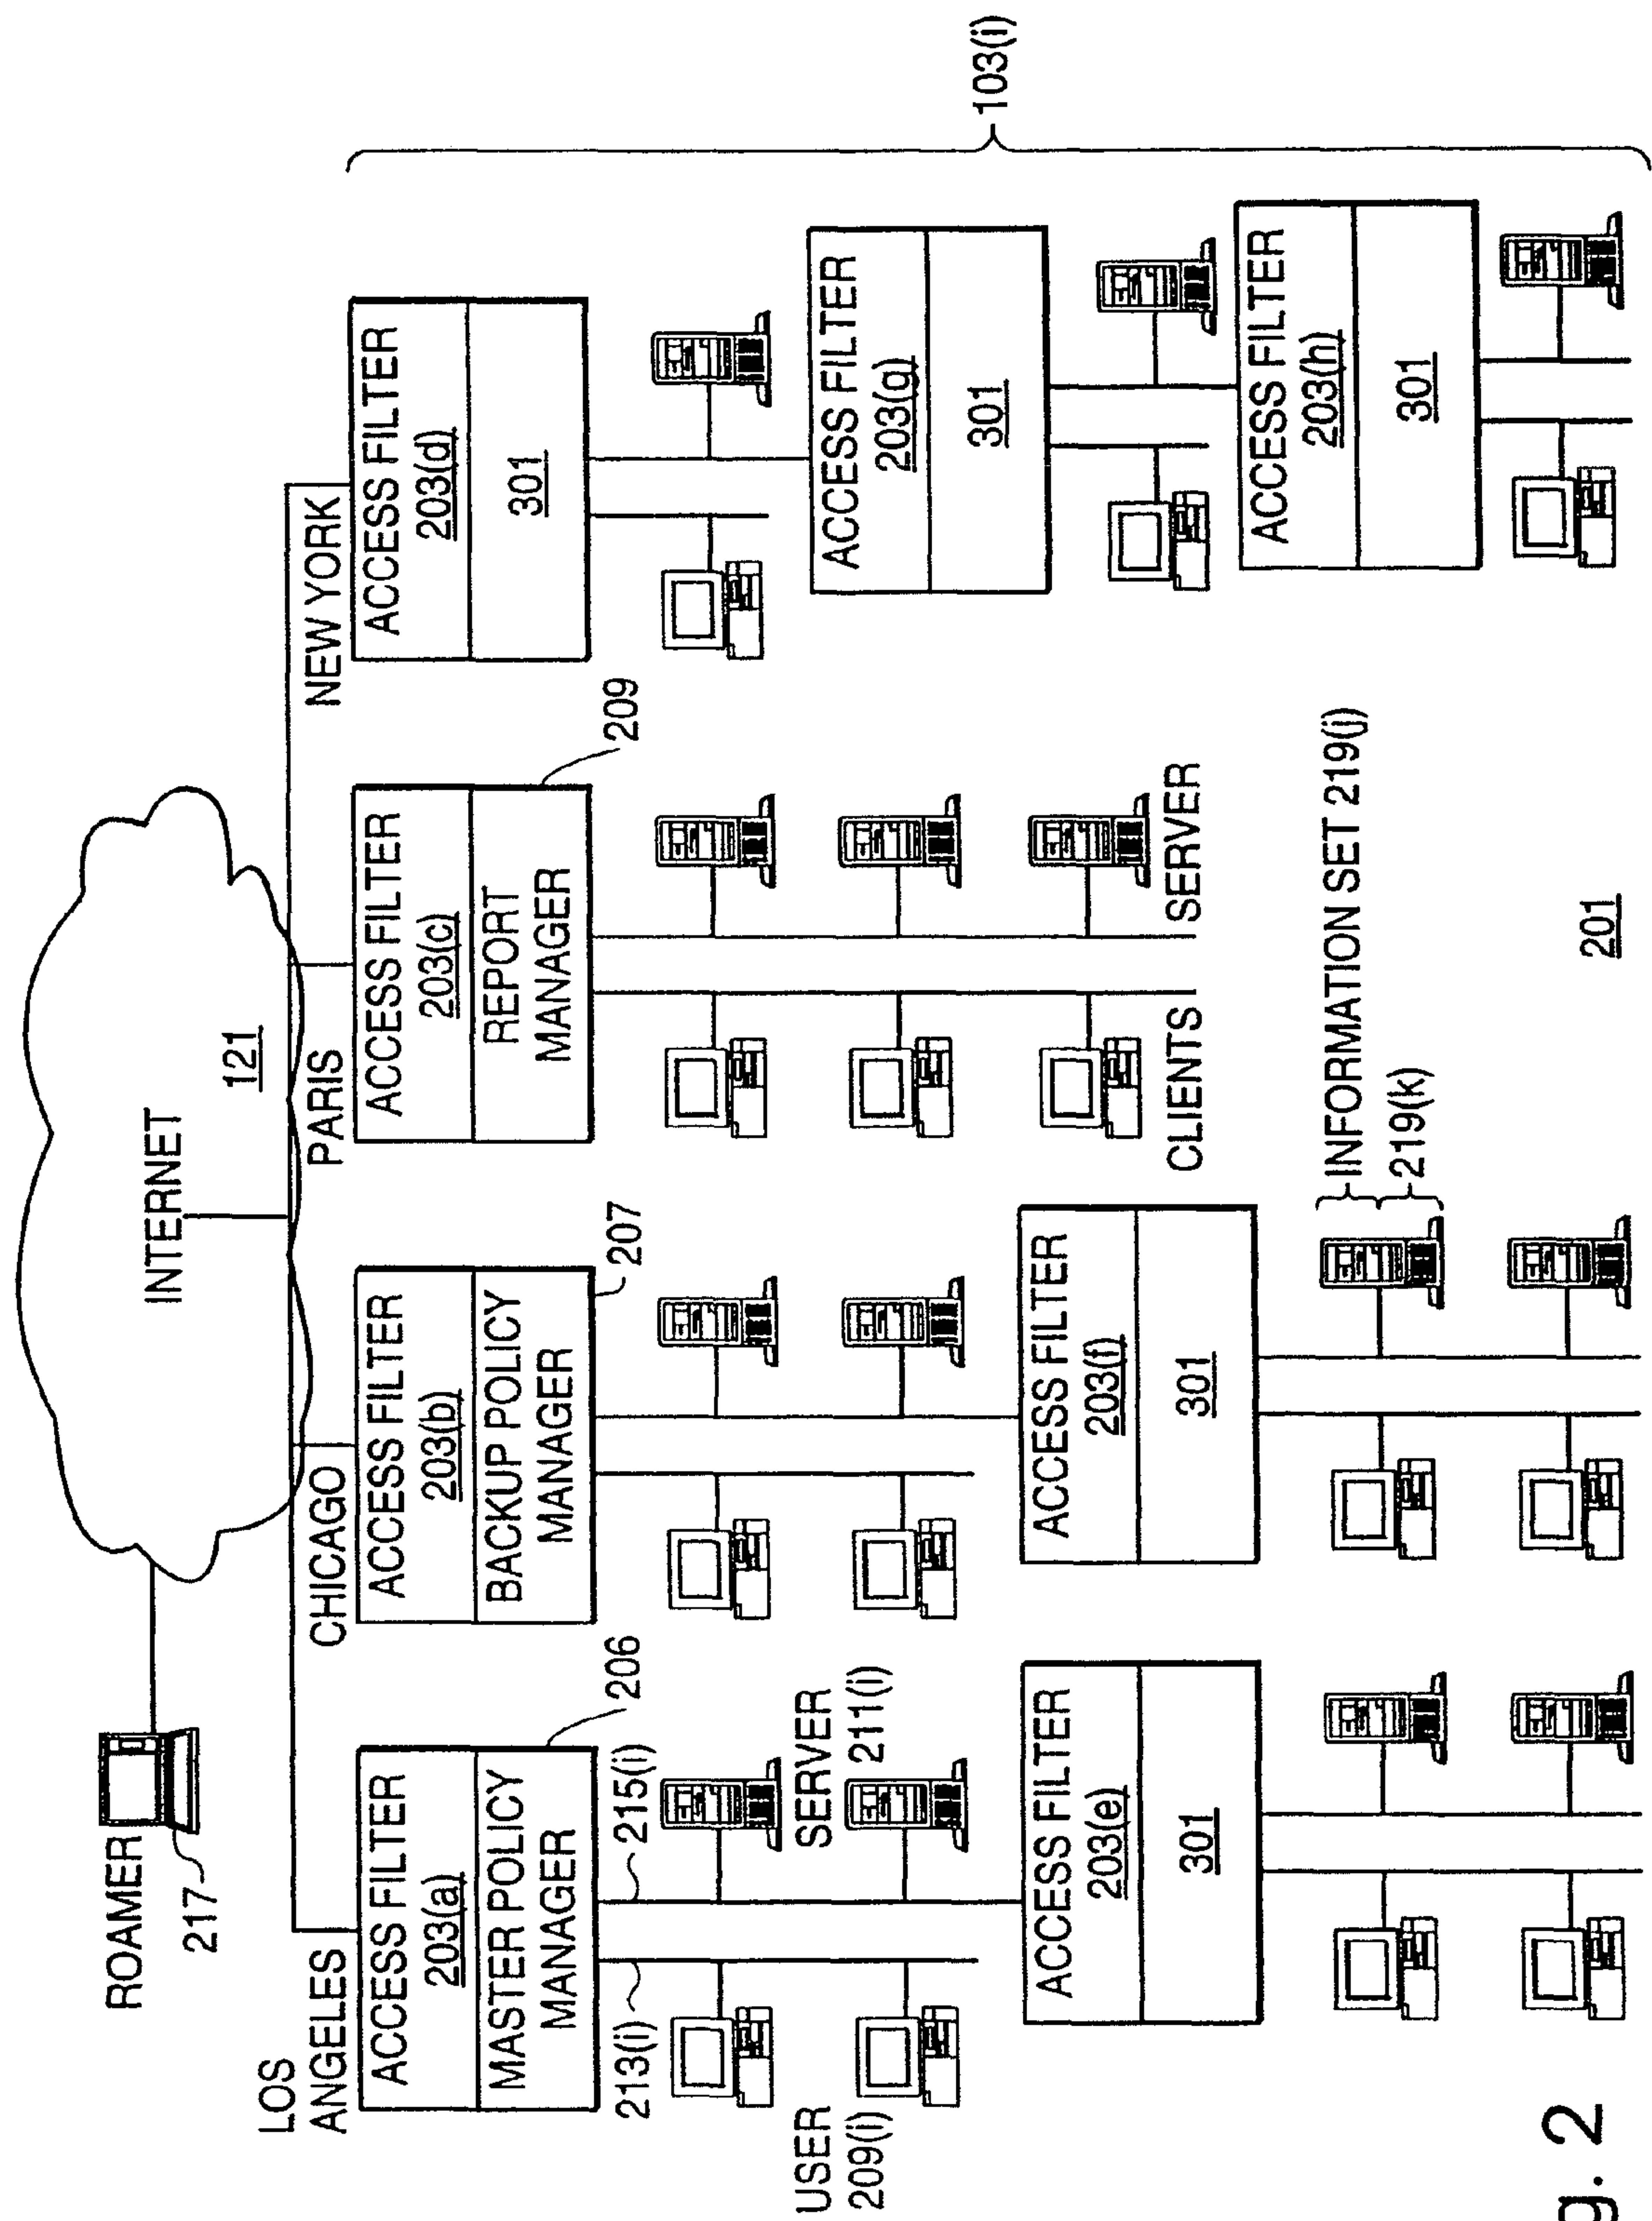 ROAMER
217
INTERNET
121
LOS
ANGELES
CHICAGO
PARIS
NEW YORK
ACCESS FILTER
203(a)
MASTER POLICY
MANAGER
206
ACCESS FILTER
203(b)
BACKUP POLICY
MANAGER
207
ACCESS FILTER
203(c)
REPORT
MANAGER
209
ACCESS FILTER
203(d)
301
103(i)
213(i)
215(i)
USER
209(i)
SERVER
211(i)
ACCESS FILTER
203(e)
301
ACCESS FILTER
203(f)
301
CLIENTS
SERVER
ACCESS FILTER
203(g)
301
ACCESS FILTER
203(h)
301
INFORMATION SET 219(j)
219(k)
201
g. 2